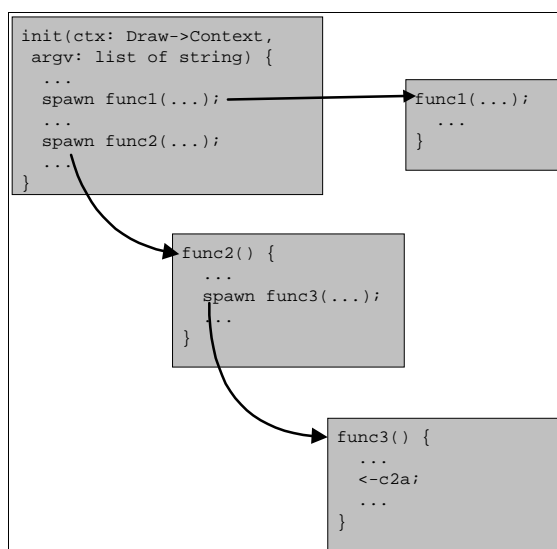 init(ctx: Draw->Context,
argv: list of string) {
...
spawn func1(...);
...
spawn func2(...);
...
}
func1(...);
...
}
func2() {
...
spawn func3(...);
...
}
func3() {
...
<-c2a;
...
}